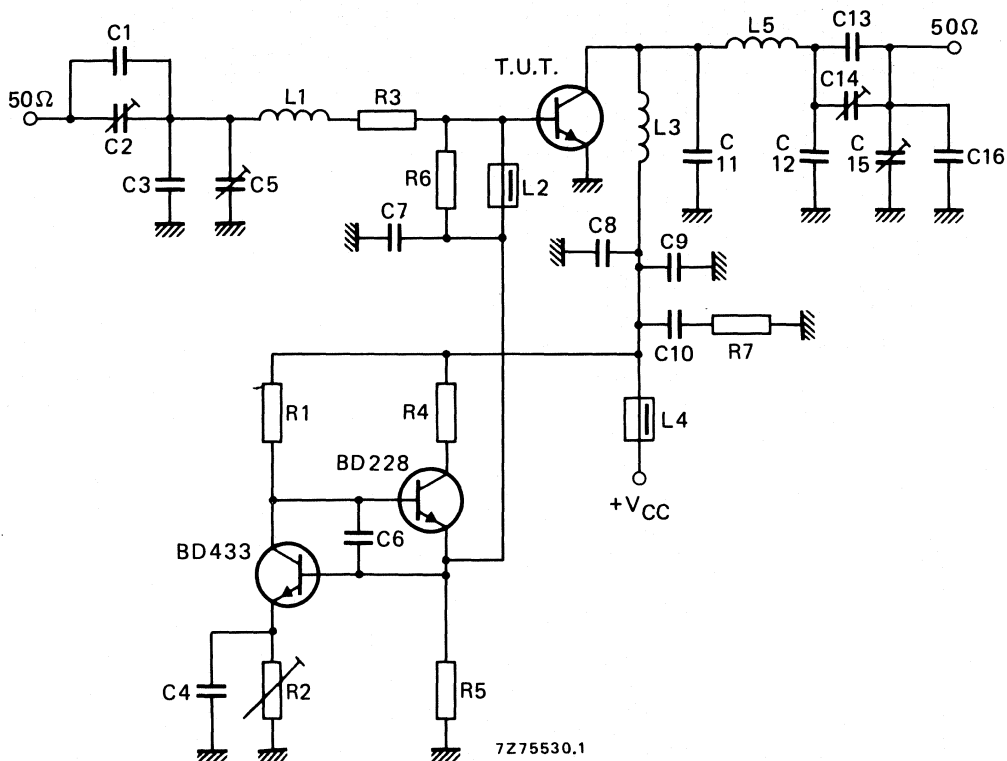 C1
C13
L5
50Ω
T.U.T.
C14
50Ω
L1
R3
C2
L3
C
11
C
12
C
15
C16
C3
C5
R6
L2
C7
C8
C9
C10
R7
R1
R4
L4
BD228
+VCC
C6
BD433
C4
R2
R5
7Z75530.1